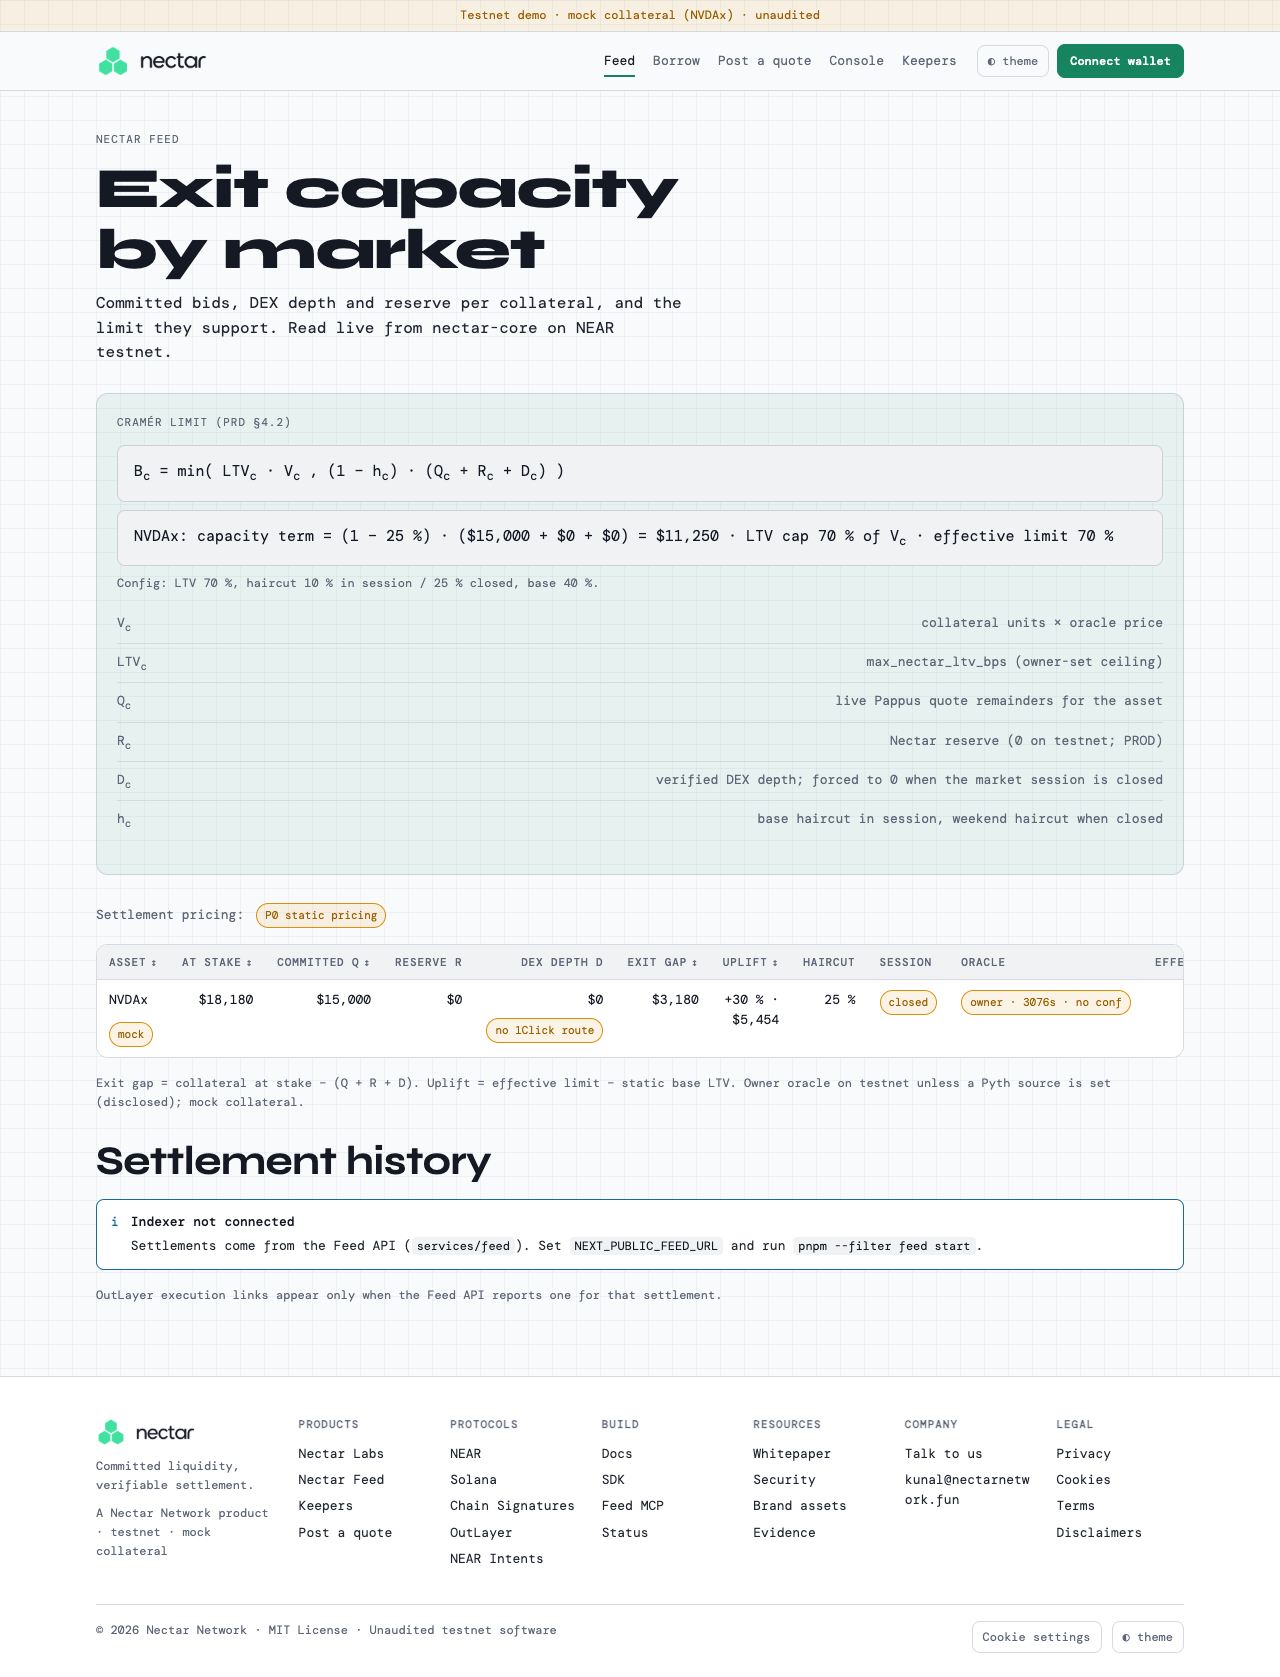 Testnet demo · mock collateral (NVDAx) · unaudited
nectar
Feed Borrow Post a quote Console Keepers ◐ theme Connect wallet
NECTAR FEED
Exit capacity
by market
Committed bids, DEX depth and reserve per collateral, and the
limit they support. Read live from nectar-core on NEAR
testnet.
CRAMÉR LIMIT (PRD §4.2)
Bc = min( LTVc · Vc , (1 − hc) · (Qc + Rc + Dc) )
NVDAx: capacity term = (1 − 25 %) · ($15,000 + $0 + $0) = $11,250 · LTV cap 70 % of Vc · effective limit 70 %
Config: LTV 70 %, haircut 10 % in session / 25 % closed, base 40 %.
Vc collateral units × oracle price
LTVc max_nectar_ltv_bps (owner-set ceiling)
Qc live Pappus quote remainders for the asset
Rc Nectar reserve (0 on testnet; PROD)
Dc verified DEX depth; forced to 0 when the market session is closed
hc base haircut in session, weekend haircut when closed
Settlement pricing: P0 static pricing
ASSET ↕ AT STAKE ↕ COMMITTED Q ↕ RESERVE R DEX DEPTH D EXIT GAP ↕ UPLIFT ↕ HAIRCUT SESSION ORACLE EFFE
NVDAx $18,180 $15,000 $0 $0 $3,180 +30 % · 25 % closed owner · 3076s · no conf
$5,454
mock no 1Click route
Exit gap = collateral at stake − (Q + R + D). Uplift = effective limit − static base LTV. Owner oracle on testnet unless a Pyth source is set
(disclosed); mock collateral.
Settlement history
i Indexer not connected
Settlements come from the Feed API (services/feed). Set NEXT_PUBLIC_FEED_URL and run pnpm --filter feed start.
OutLayer execution links appear only when the Feed API reports one for that settlement.
nectar
Committed liquidity,
verifiable settlement.
A Nectar Network product
· testnet · mock
collateral
PRODUCTS
Nectar Labs
Nectar Feed
Keepers
Post a quote
PROTOCOLS
NEAR
Solana
Chain Signatures
OutLayer
NEAR Intents
BUILD
Docs
SDK
Feed MCP
Status
RESOURCES
Whitepaper
Security
Brand assets
Evidence
COMPANY
Talk to us
kunal@nectarnetw
ork.fun
LEGAL
Privacy
Cookies
Terms
Disclaimers
© 2026 Nectar Network · MIT License · Unaudited testnet software
Cookie settings ◐ theme